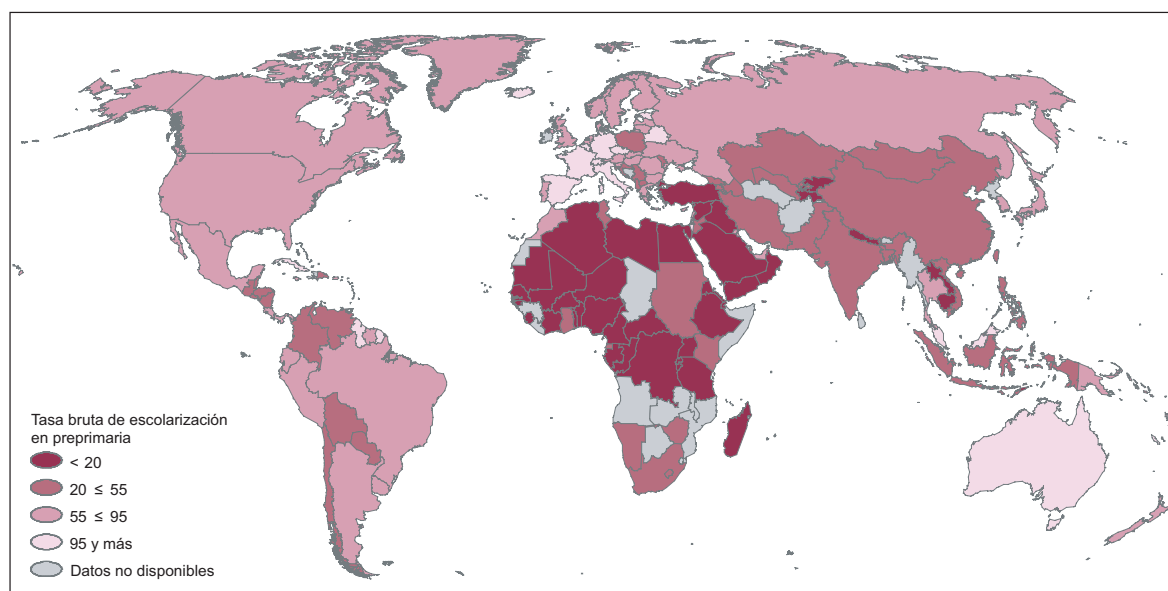 Tasa bruta de escolarización
en preprimaria
< 20
20 ≤ 55
55 ≤ 95
95 y más
Datos no disponibles